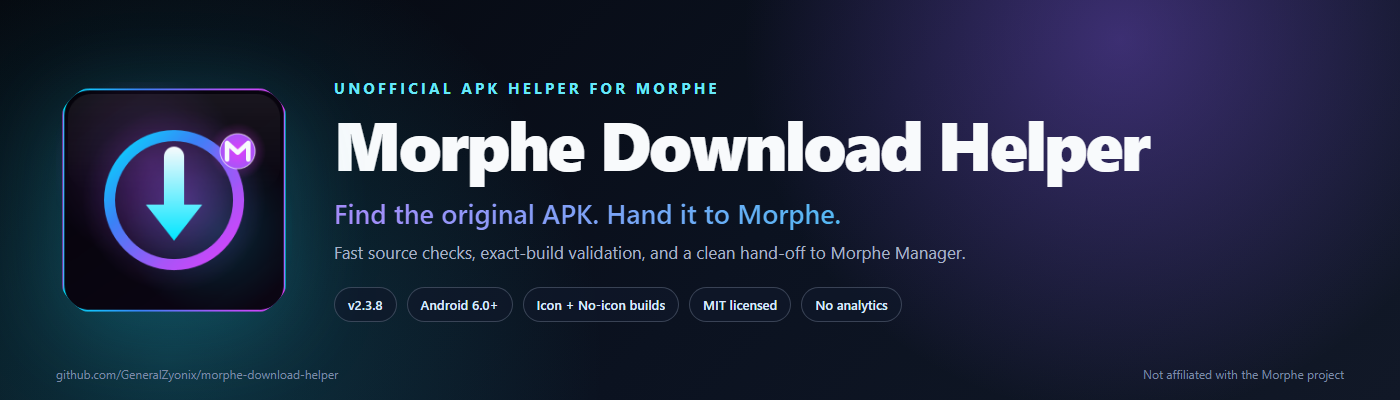 UNOFFICIAL APK HELPER FOR MORPHE
M
Morphe Download Helper
Find the original APK. Hand it to Morphe.
Fast source checks, exact-build validation, and a clean hand-off to Morphe Manager.
v2.3.8 Android 6.0+ Icon + No-icon builds MIT licensed No analytics
github.com/GeneralZyonix/morphe-download-helper Not affiliated with the Morphe project